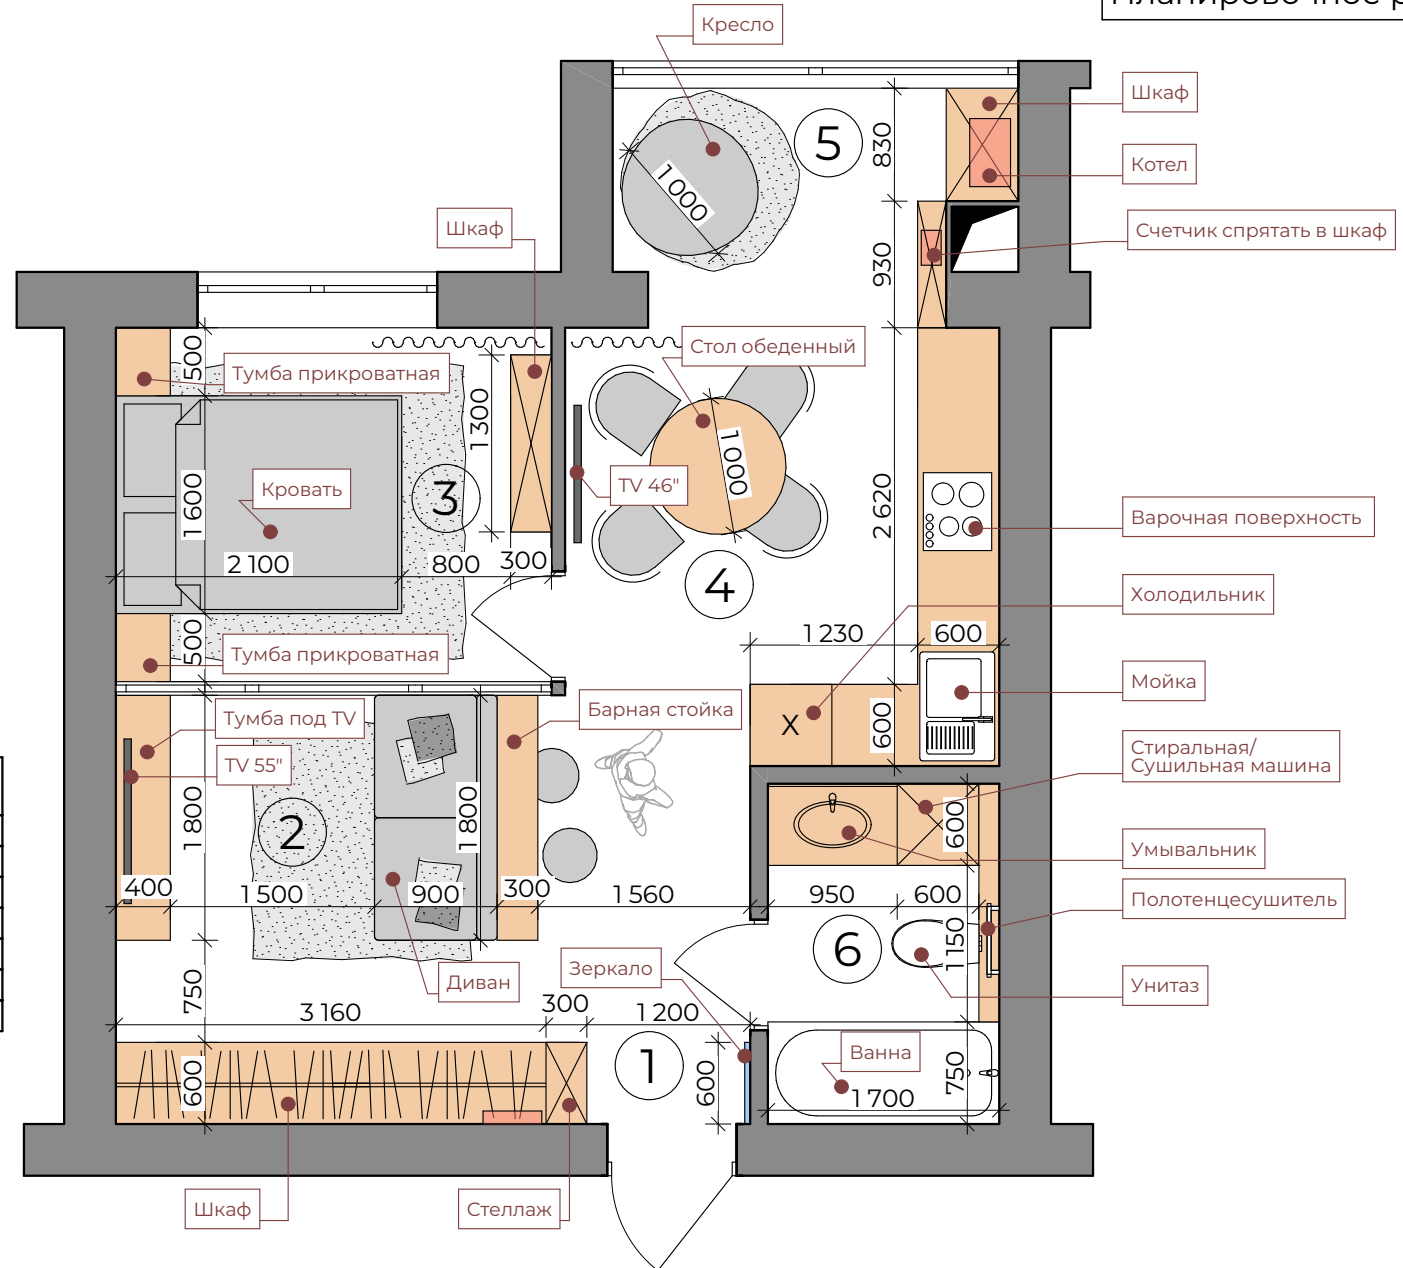 Планировочное р
Кресло
Шкаф
5
830
Котел
1 000
Шкаф
Счетчик спрятать в шкаф
930
500
Тумба прикроватная
Стол обеденный
1 300
1 000
Кровать
3
TV 46"
1 600
2 620
Варочная поверхность
2 100
800
300
4
Холодильник
1 230
600
500
Тумба прикроватная
Мойка
Тумба под TV
Барная стойка
X
600
TV 55"
Стиральная/
Сушильная машина
1 800
2
1 800
600
Умывальник
400
1 500
900
300
1 560
950
600
Полотенцесушитель
6
1 150
Зеркало
Диван
Унитаз
750
3 160
300
1 200
1
Ванна
600
600
1 700
750
Шкаф
Стеллаж